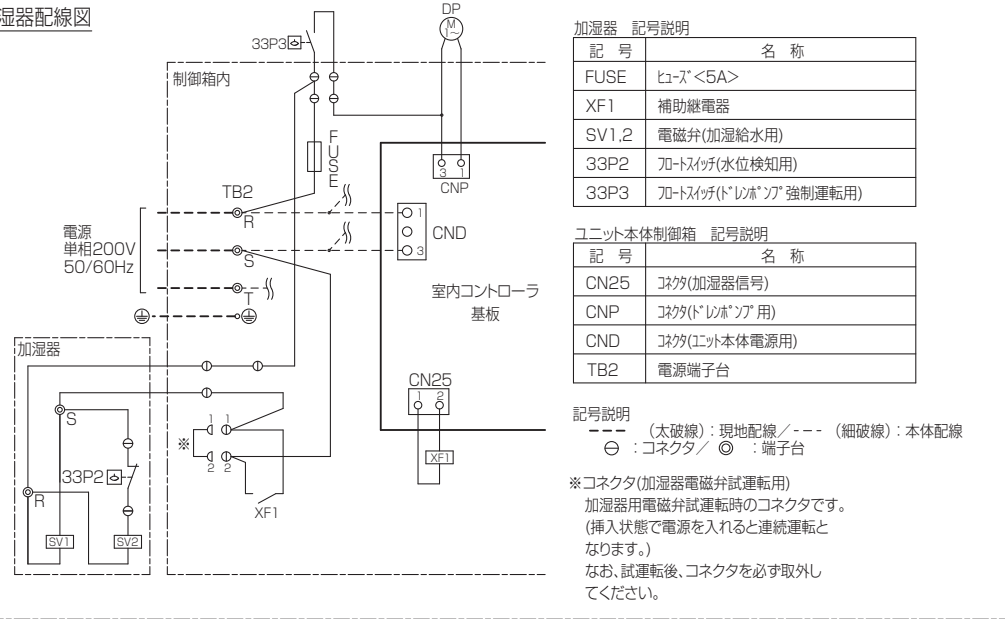 湿器配線図
DP
M
1~
33P3
制御箱内
FUSE
TB2
R
S
T
電源
単相200V
50/60Hz
3 1
CNP
1
3
CND
室内コントローラ
基板
CN25
1 2
XF1
加湿器
S
33P2
R
SV1
SV2
※
1 1
2 2
XF1
加湿器 記号説明
記 号 名 称
FUSE ﾋｭｰｽﾞ<5A>
XF1 補助継電器
SV1,2 電磁弁(加湿給水用)
33P2 ﾌﾛｰﾄｽｲｯﾁ(水位検知用)
33P3 ﾌﾛｰﾄｽｲｯﾁ(ﾄﾞﾚﾝﾎﾟﾝﾌﾟ強制運転用)
ユニット本体制御箱 記号説明
記 号 名 称
CN25 ｺﾈｸﾀ(加湿器信号)
CNP ｺﾈｸﾀ(ﾄﾞﾚﾝﾎﾟﾝﾌﾟ用)
CND ｺﾈｸﾀ(ﾕﾆｯﾄ本体電源用)
TB2 電源端子台
記号説明
(太破線):現地配線／--- (細破線):本体配線
:コネクタ／ ◎ :端子台
※コネクタ(加湿器電磁弁試運転用)
加湿器用電磁弁試運転時のコネクタです。
(挿入状態で電源を入れると連続運転と
なります。)
なお、試運転後、コネクタを必ず取外し
てください。